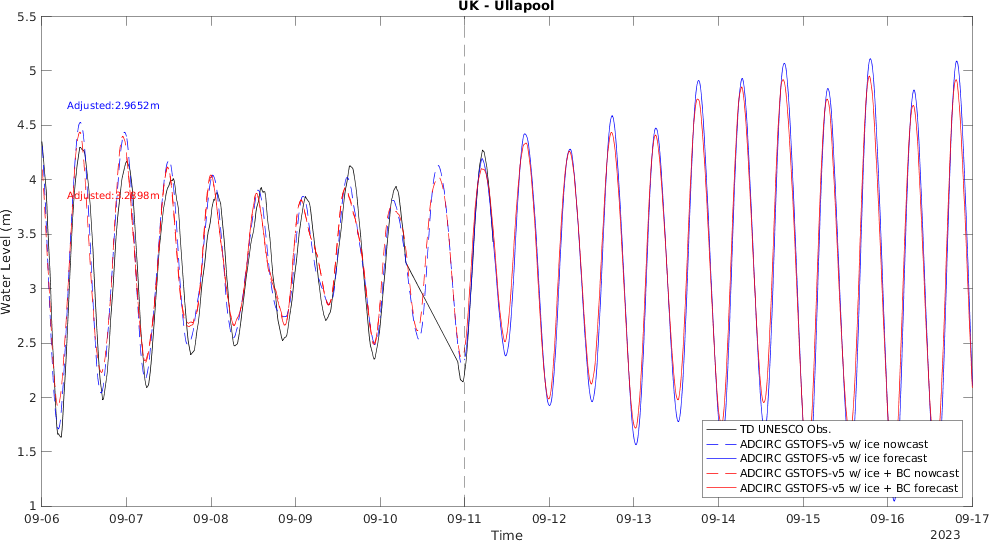 UK - Ullapool
5.5
5
4.5
4
3.5
3
2.5
2
1.5
1
Water Level (m)
Adjusted:2.9652m
Adjusted:3.2898m
TD UNESCO Obs.
ADCIRC GSTOFS-v5 w/ ice nowcast
ADCIRC GSTOFS-v5 w/ ice forecast
ADCIRC GSTOFS-v5 w/ ice + BC nowcast
ADCIRC GSTOFS-v5 w/ ice + BC forecast
09-06 09-07 09-08 09-09 09-10 09-11 09-12 09-13 09-14 09-15 09-16 09-17
Time
2023